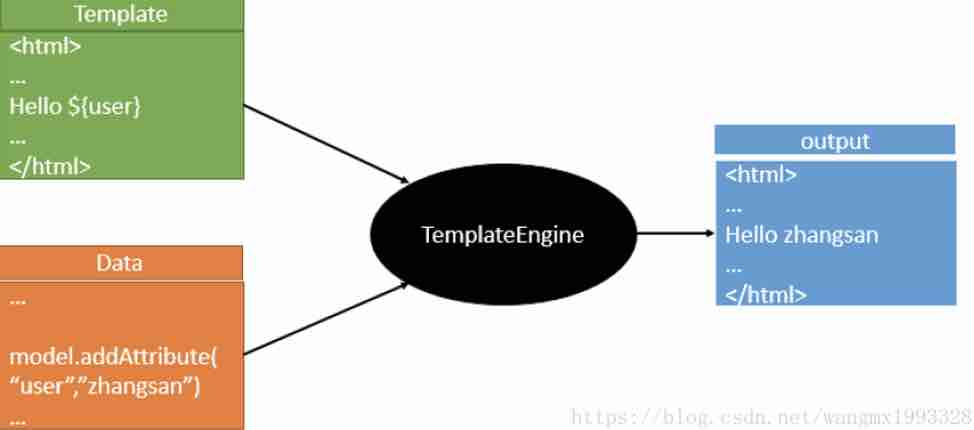 Template
<html>
...
Hello ${user}
...
</html>
Data
...
model.addAttribute(
“user”,”zhangsan”)
...
TemplateEngine
output
<html>
...
Hello zhangsan
...
</html>
https://blog.csdn.net/wangmx1993328